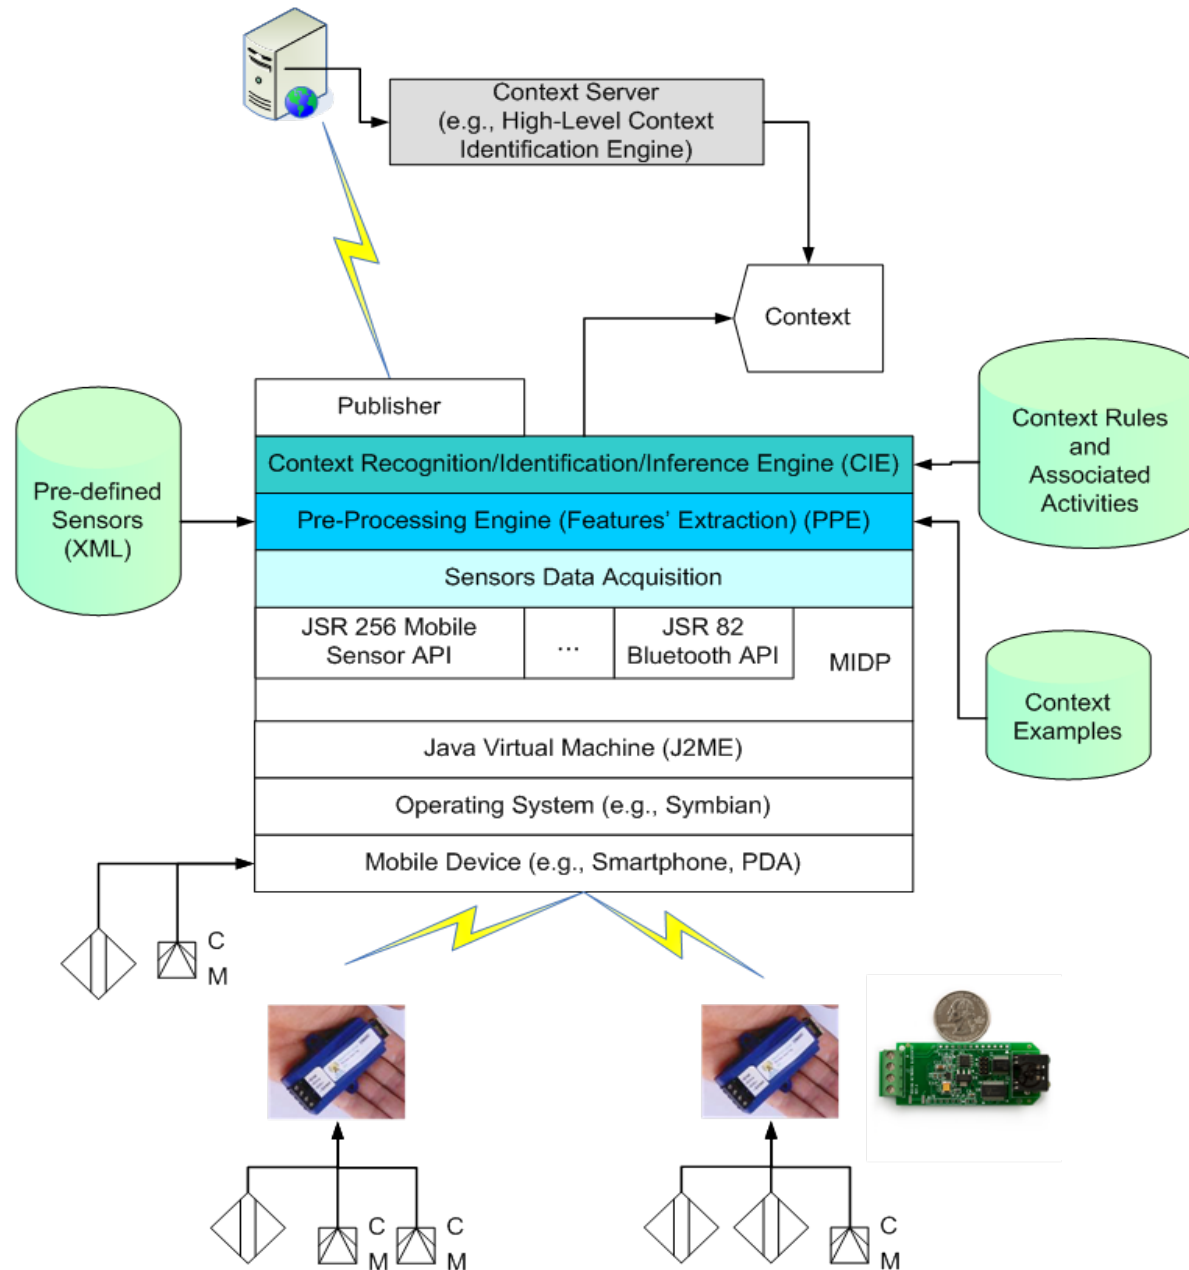 Context Server
(e.g., High-Level Context
Identification Engine)
Context
Publisher
Context Recognition/Identification/Inference Engine (CIE)
Pre-Processing Engine (Features’ Extraction) (PPE)
Sensors Data Acquisition
JSR 256 Mobile
Sensor API
...
JSR 82
Bluetooth API
MIDP
Java Virtual Machine (J2ME)
Operating System (e.g., Symbian)
Mobile Device (e.g., Smartphone, PDA)
Pre-defined
Sensors
(XML)
Context Rules
and
Associated
Activities
Context
Examples
C
M
C
M
C
M
C
M